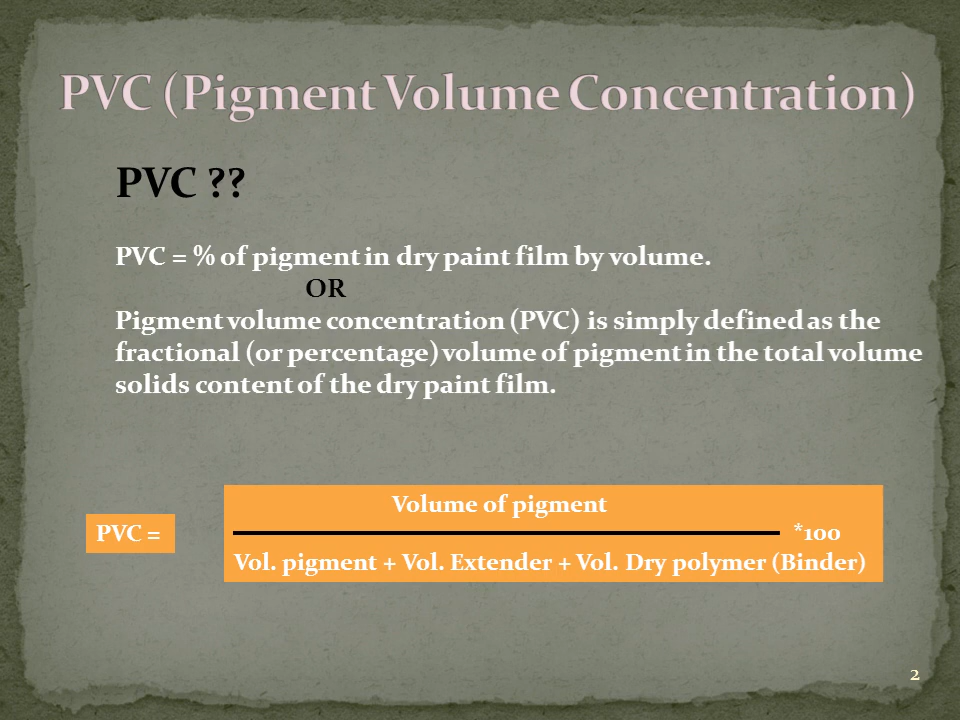 PVC (Pigment Volume Concentration)
PVC ??
PVC = % of pigment in dry paint film by volume.
OR
Pigment volume concentration (PVC) is simply defined as the
fractional (or percentage) volume of pigment in the total volume
solids content of the dry paint film.
Volume of pigment
PVC =
*100
Vol. pigment + Vol. Extender + Vol. Dry polymer (Binder)
2